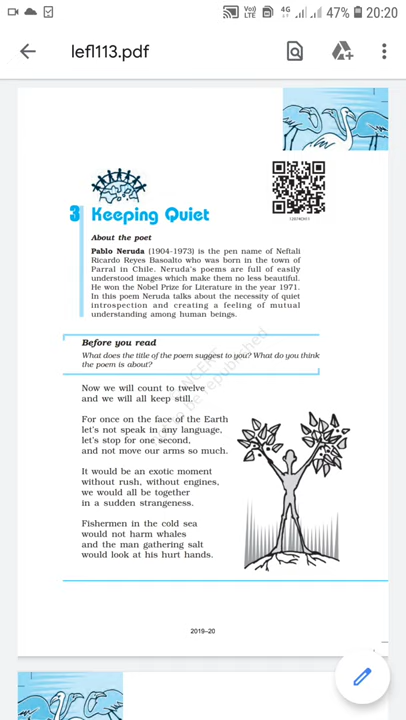 Vo)
LTE
4G
47%
20:20
lefl113.pdf
3 Keeping Quiet
About the poet
Pablo Neruda (1904-1973) is the pen name of Neftali
Ricardo Reyes Basoalto who was born in the town of
Parral in Chile. Neruda's poems are full of easily
understood images which make them no less beautiful.
He won the Nobel Prize for Literature in the year 1971.
In this poem Neruda talks about the necessity of quiet
introspection and creating a feeling of mutual
understanding among human beings.
Before you read
What does the title of the poem suggest to you? What do you think
the poem is about?
Now we will count to twelve
and we will all keep still.
For once on the face of the Earth
let's not speak in any language,
let's stop for one second,
and not move our arms so much.
It would be an exotic moment
without rush, without engines,
we would all be together
in a sudden strangeness.
Fishermen in the cold sea
would not harm whales
and the man gathering salt
would look at his hurt hands.
2019–20